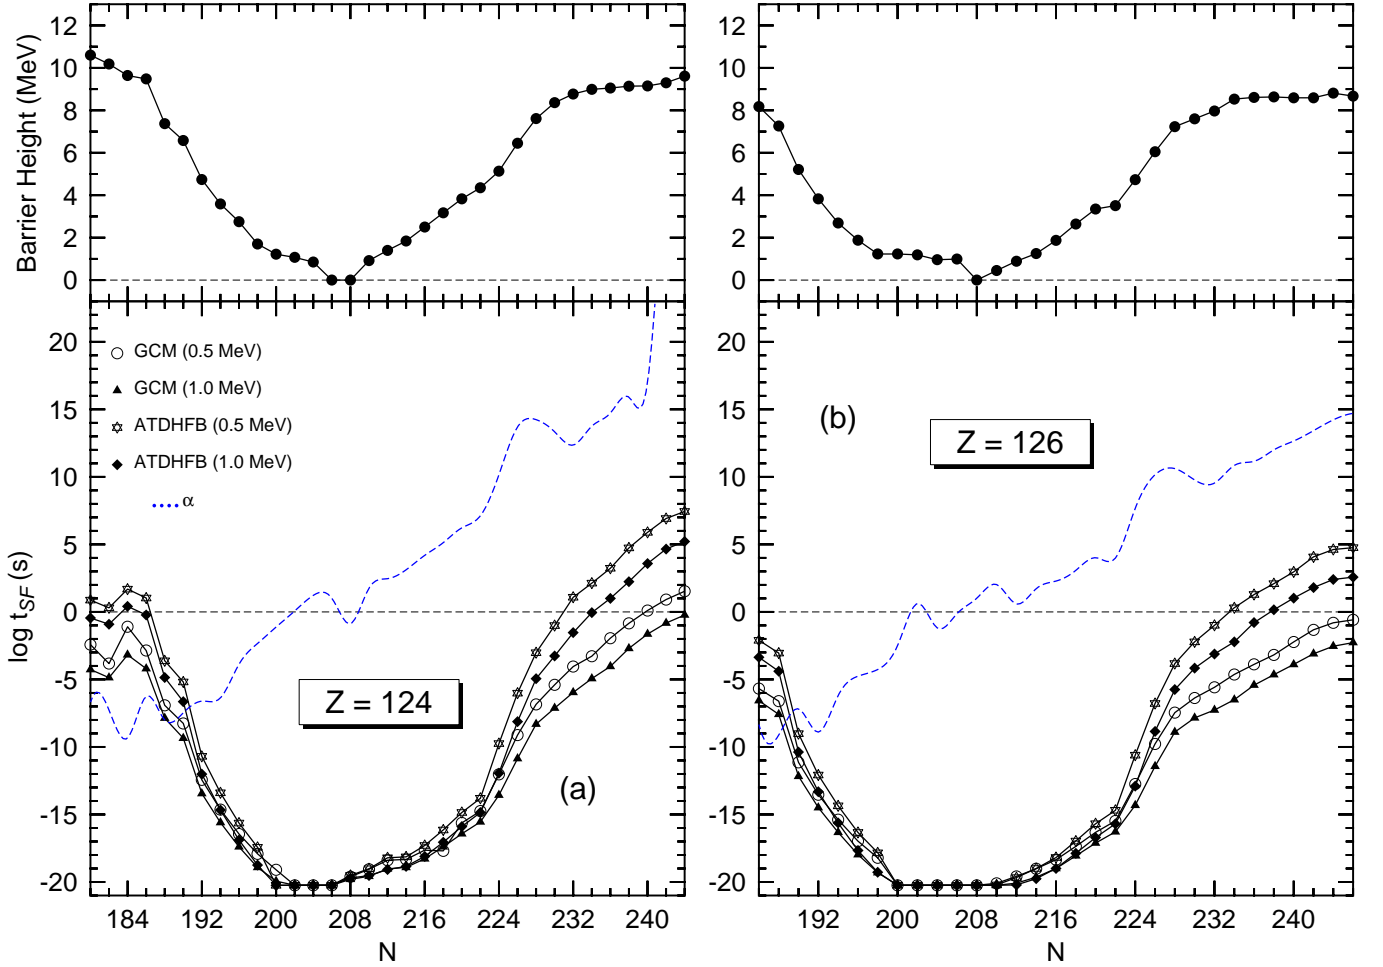 Barrier Height (MeV)
12
10
8
6
4
2
0
12
10
8
6
4
2
0
log t_SF (s)
20
15
10
5
0
-5
-10
-15
-20
GCM (0.5 MeV)
GCM (1.0 MeV)
ATDHFB (0.5 MeV)
ATDHFB (1.0 MeV)
α
Z = 124
(a)
184 192 200 208 216 224 232 240
N
20
15
10
5
0
-5
-10
-15
-20
(b)
Z = 126
192 200 208 216 224 232 240
N